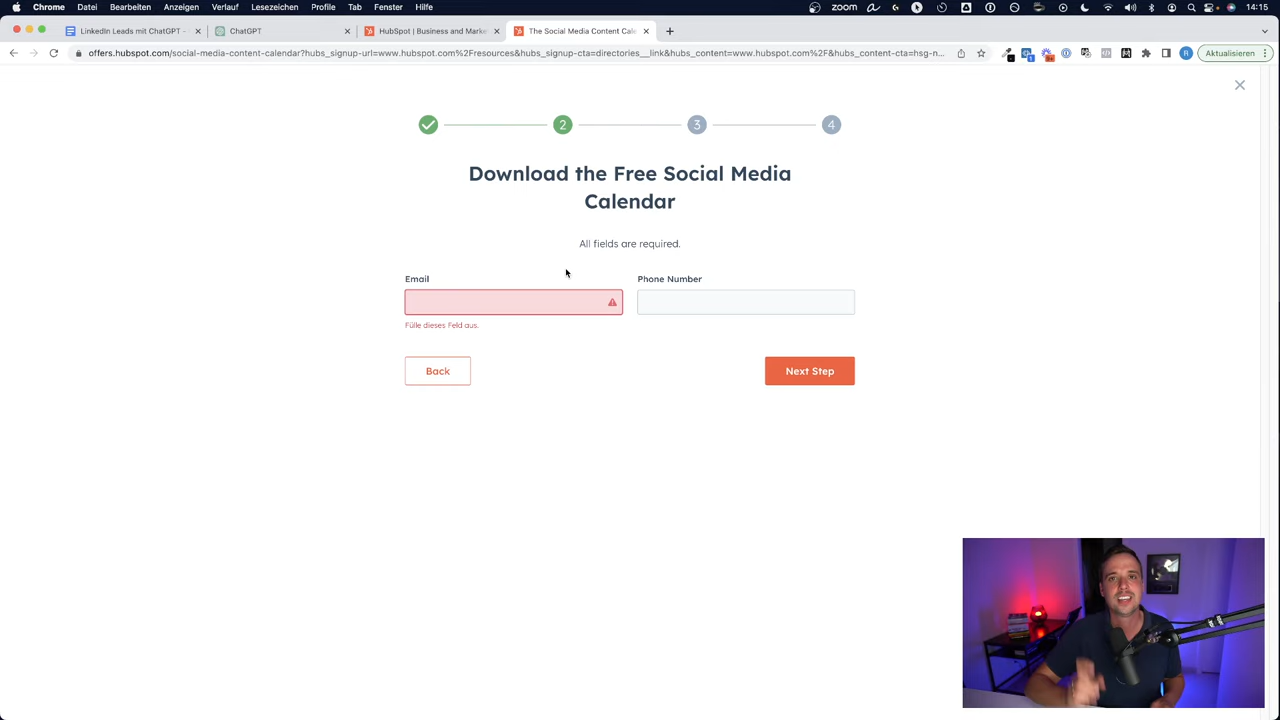 Chrome Datei Bearbeiten Anzeigen Verlauf Lesezeichen Profile Tab Fenster Hilfe 14:15
LinkedIn Leads mit ChatGPT - ChatGPT HubSpot | Business and Marke The Social Media Content Cale
offers.hubspot.com/social-media-content-calendar?hubs_signup-url=www.hubspot.com%2Fresources&hubs_signup-cta=directories__link&hubs_content=www.hubspot.com%2F&hubs_content-cta=hsg-n... R Aktualisieren
2 3 4
Download the Free Social Media
Calendar
All fields are required.
Email Phone Number
Fülle dieses Feld aus.
Back Next Step